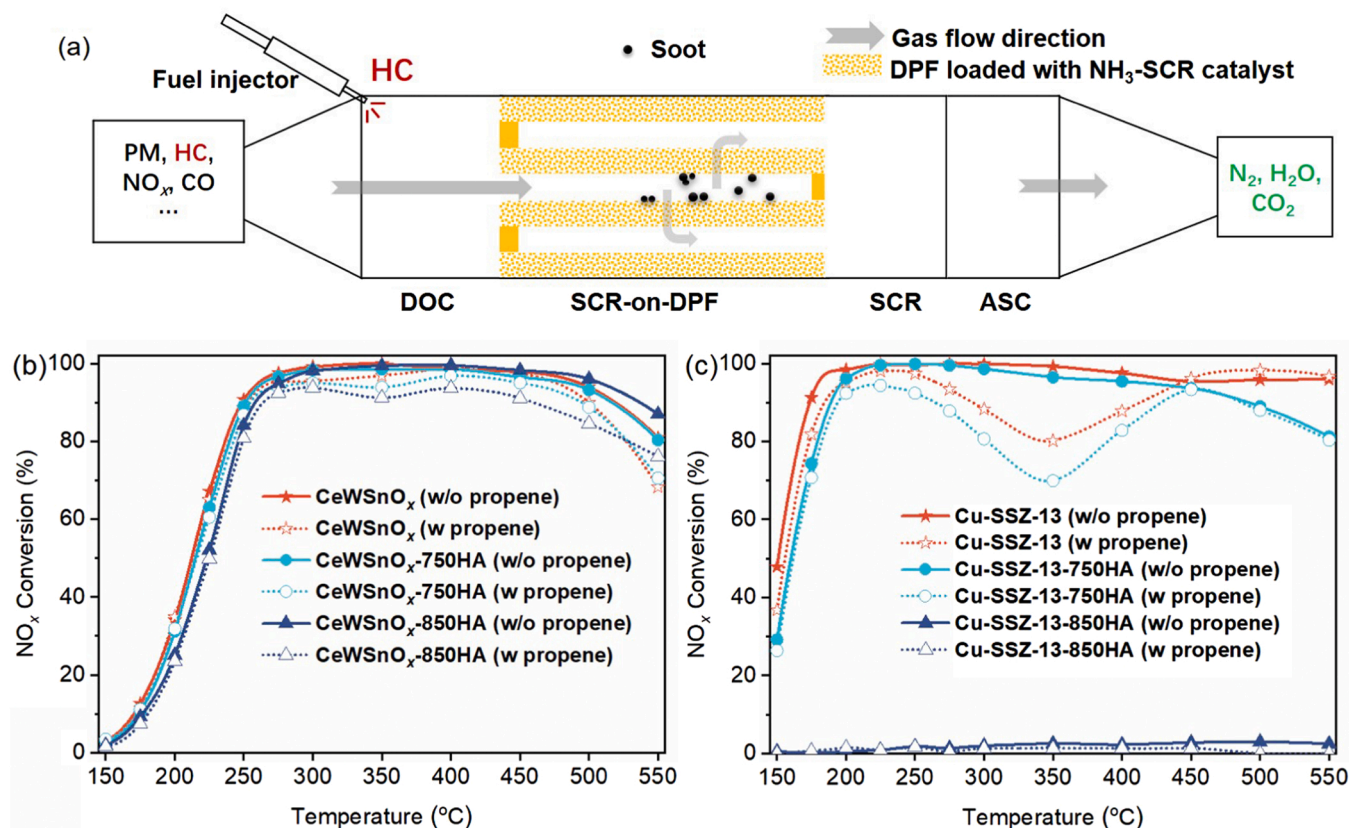 (a)
Fuel injector
HC
Soot
Gas flow direction
DPF loaded with NH₃-SCR catalyst
PM, HC,
NOₓ, CO
...
N₂, H₂O,
CO₂
DOC
SCR-on-DPF
SCR
ASC
(b)
NOₓ Conversion (%)
100
80
60
40
20
0
CeWSnOₓ (w/o propene)
CeWSnOₓ (w propene)
CeWSnOₓ-750HA (w/o propene)
CeWSnOₓ-750HA (w propene)
CeWSnOₓ-850HA (w/o propene)
CeWSnOₓ-850HA (w propene)
150 200 250 300 350 400 450 500 550
Temperature (ºC)
(c)
NOₓ Conversion (%)
100
80
60
40
20
0
Cu-SSZ-13 (w/o propene)
Cu-SSZ-13 (w propene)
Cu-SSZ-13-750HA (w/o propene)
Cu-SSZ-13-750HA (w propene)
Cu-SSZ-13-850HA (w/o propene)
Cu-SSZ-13-850HA (w propene)
150 200 250 300 350 400 450 500 550
Temperature (ºC)